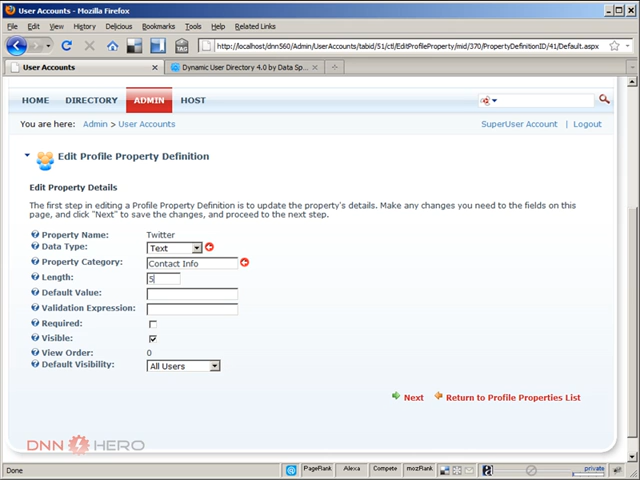 User Accounts - Mozilla Firefox
File Edit View History Delicious Bookmarks Tools Help Related Links
http://localhost/dnn560/Admin/UserAccounts/tabid/51/ctl/EditProfileProperty/mid/370/PropertyDefinitionID/41/Default.aspx
User Accounts Dynamic User Directory 4.0 by Data Sp...
HOME DIRECTORY ADMIN HOST
You are here: Admin > User Accounts SuperUser Account | Logout
Edit Profile Property Definition
Edit Property Details
The first step in editing a Profile Property Definition is to update the property's details. Make any changes you need to the fields on this
page, and click "Next" to save the changes, and proceed to the next step.
Property Name: Twitter
Data Type: Text
Property Category: Contact Info
Length: 5
Default Value:
Validation Expression:
Required:
Visible:
View Order: 0
Default Visibility: All Users
Next Return to Profile Properties List
DNN HERO
Done PageRank Alexa Compete mozRank private